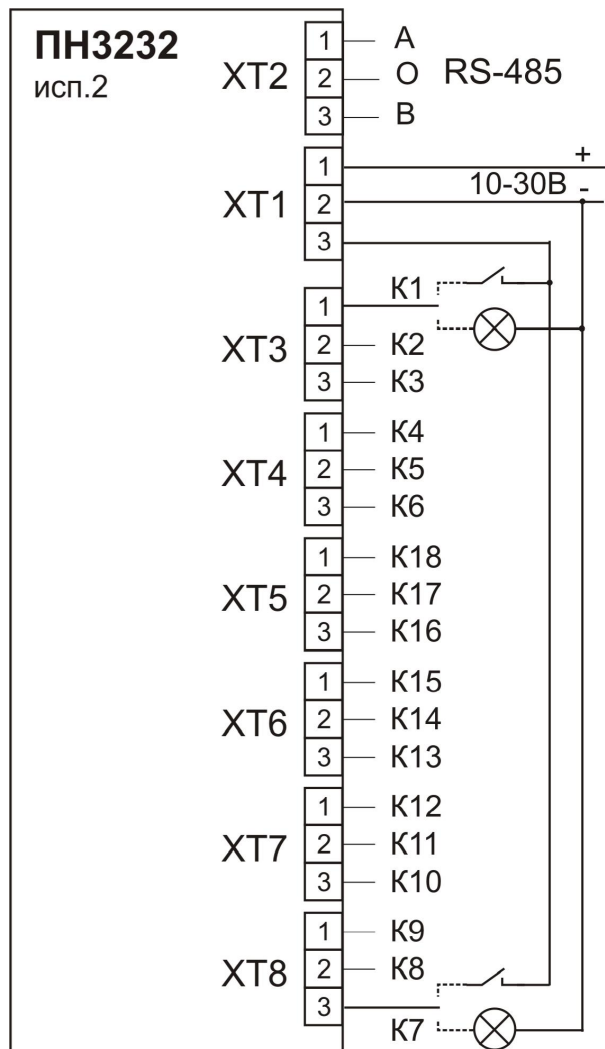 ПН3232
исп.2
XT2
1 A
2 O RS-485
3 B
XT1
1 +
10-30В
2 -
3
XT3
1 К1
2 К2
3 К3
XT4
1 К4
2 К5
3 К6
XT5
1 К18
2 К17
3 К16
XT6
1 К15
2 К14
3 К13
XT7
1 К12
2 К11
3 К10
XT8
1 К9
2 К8
3
К7